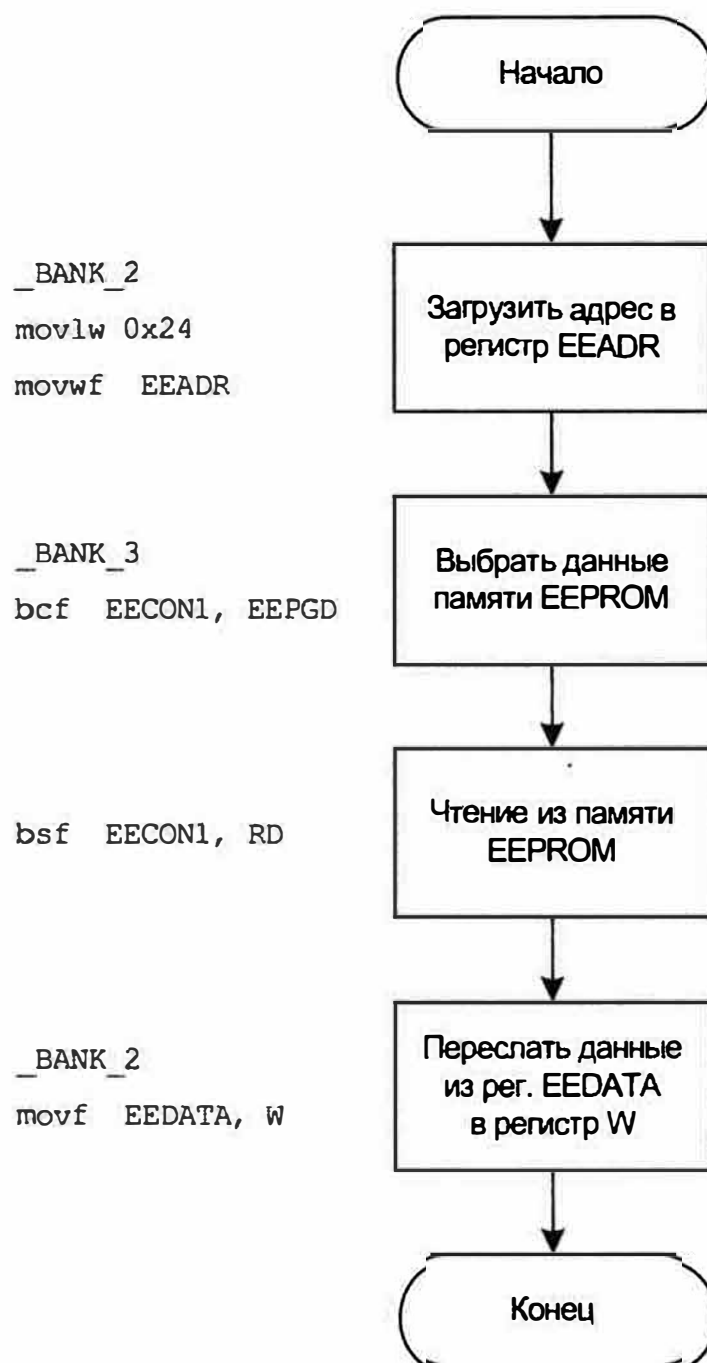 Начало
_BANK_2
movlw 0x24
movwf EEADR
Загрузить адрес в
регистр EEADR
_BANK_3
bcf EECON1, EEPGD
Выбрать данные
памяти EEPROM
bsf EECON1, RD
Чтение из памяти
EEPROM
_BANK_2
movf EEDATA, W
Переслать данные
из рег. EEDATA
в регистр W
Конец